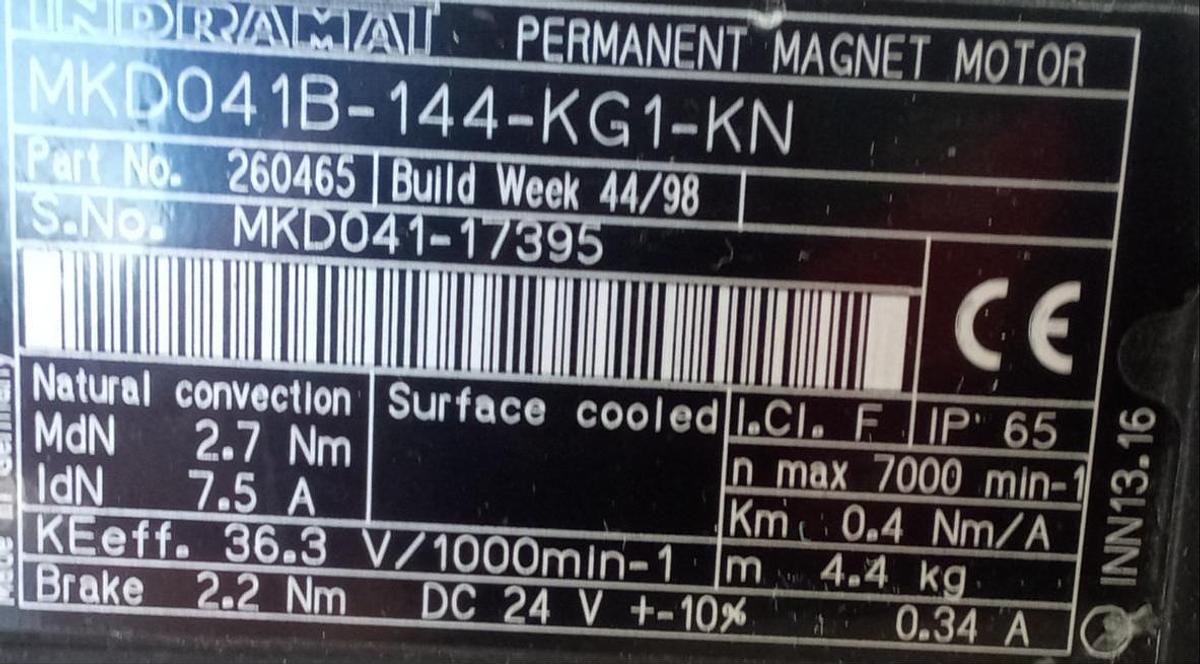 INDRAMAT PERMANENT MAGNET MOTOR
MKD041B-144-KG1-KN
Part No. 260465 Build Week 44/98
S.No. MKD041-17395
CE
Natural convection Surface cooled I.Cl. F IP 65
MdN 2.7 Nm
n max 7000 min-1
IdN 7.5 A
Km 0.4 Nm/A
KEeff. 36.3 V/1000min-1 m 4.4 kg
Brake 2.2 Nm DC 24 V +-10% 0.34 A
INN13.16
Made in Germany